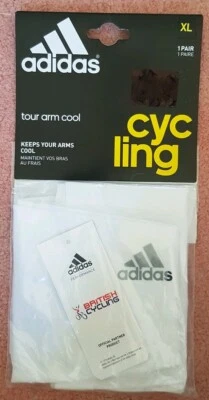 XL
adidas
1 PAIR
1 PAIRE
tour arm cool
cyc
ling
KEEPS YOUR ARMS
COOL
MAINTIENT VOS BRAS
AU FRAIS
adidas
BRITISH
CYCLING
OFFICIAL PARTNER
PRODUCT
adidas